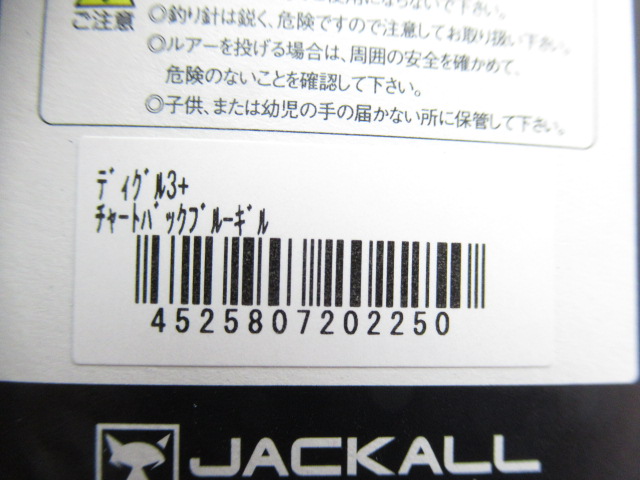 ご注意
◎釣り針は鋭く、危険ですので注意してお取り扱い下さい。
◎ルアーを投げる場合は、周囲の安全を確かめて、
危険のないことを確認して下さい。
◎子供、または幼児の手の届かない所に保管して下さい。
ﾃﾞｨｸﾞﾙ3+
ﾁｬｰﾄﾊﾞｯｸﾌﾞﾙｰｷﾞﾙ
4525807202250
JACKALL